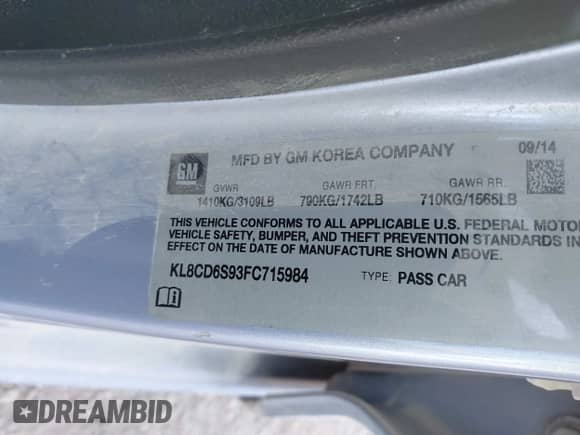 GM
MFD BY GM KOREA COMPANY 09/14
GVWR GAWR FRT. GAWR RR.
1410KG/3109LB 790KG/1742LB 710KG/1565LB
THIS VEHICLE CONFORMS TO ALL APPLICABLE U.S. FEDERAL MOTOR
VEHICLE SAFETY, BUMPER, AND THEFT PREVENTION STANDARDS IN
EFFECT ON THE DATE OF MANUFACTURE SHOWN ABOVE.
KL8CD6S93FC715984 TYPE: PASS CAR
DREAMBID